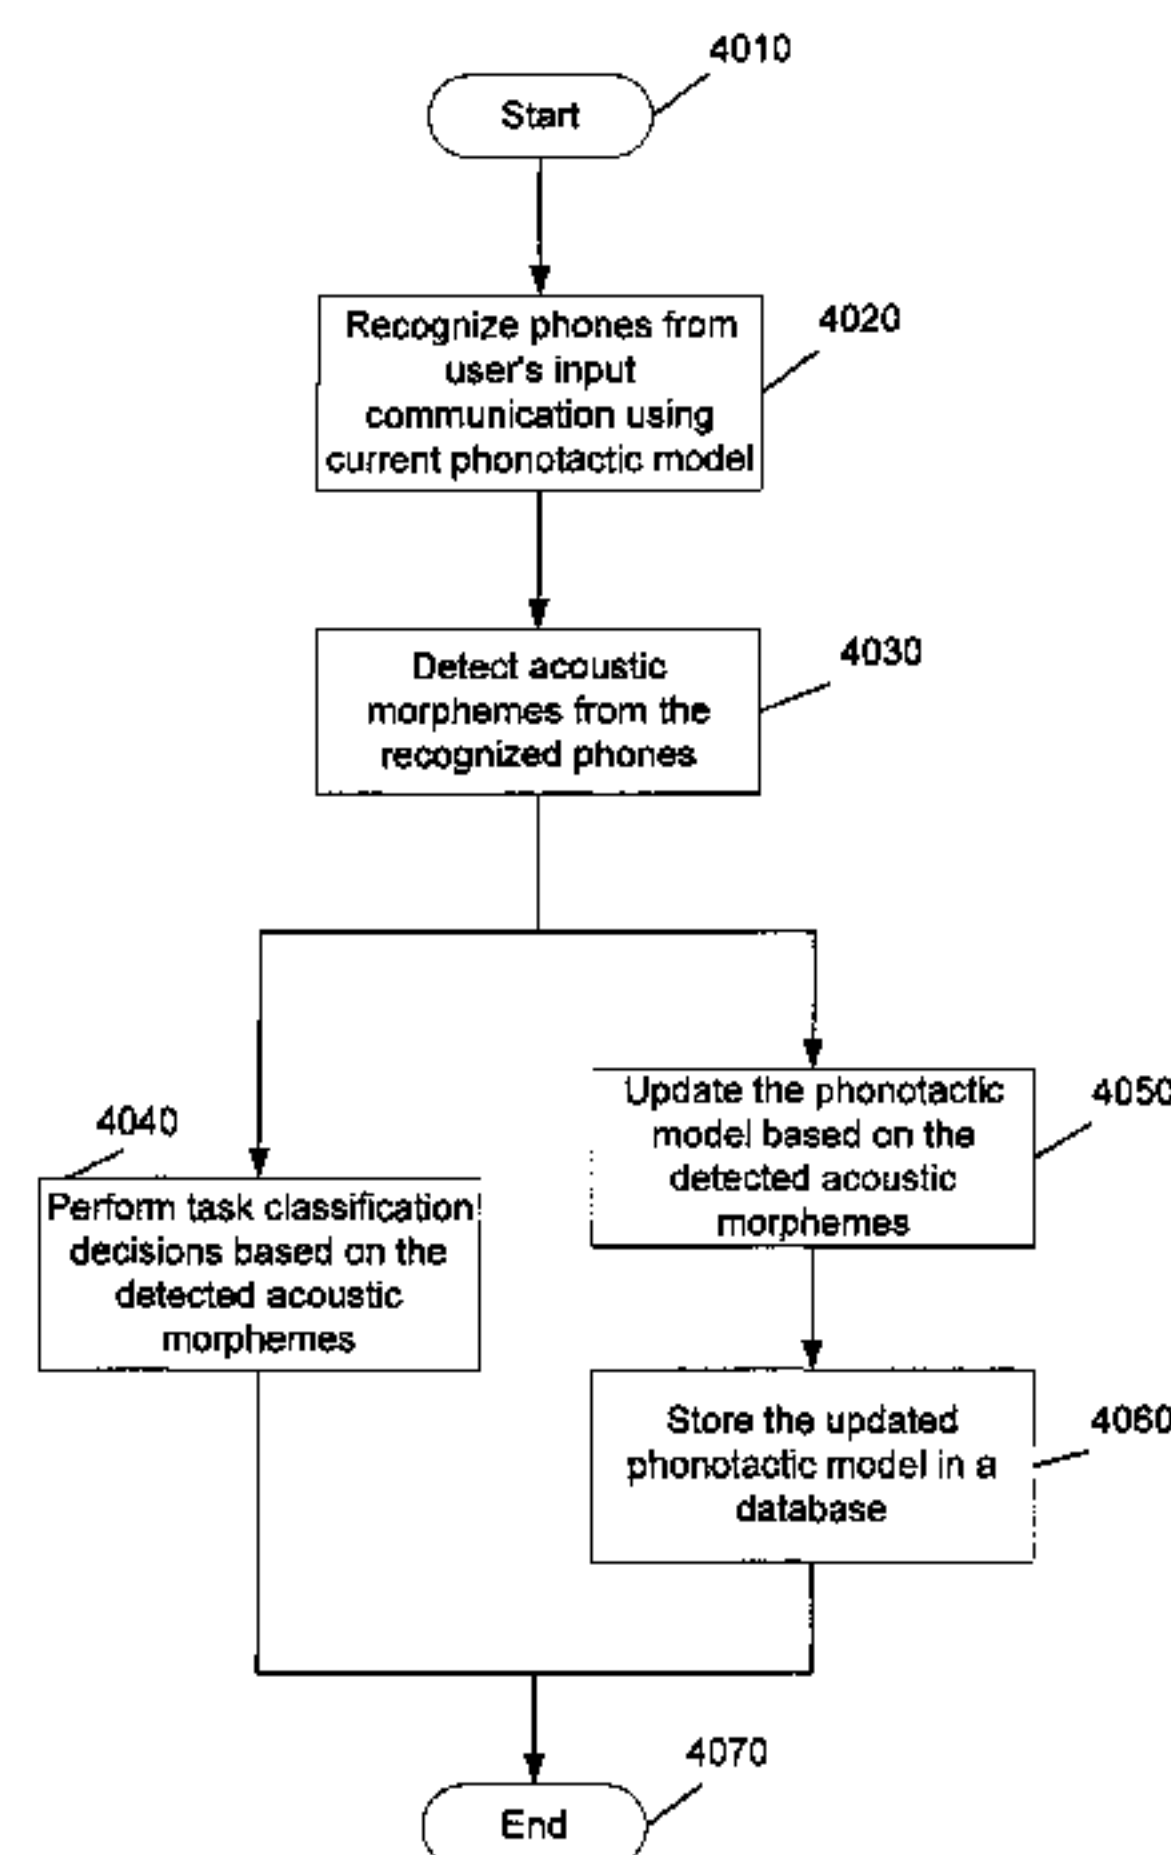 4010
Start
Recognize phones from
user's input
communication using
current phonotactic model
4020
Detect acoustic
morphemes from the
recognized phones
4030
4040
Perform task classification
decisions based on the
detected acoustic
morphemes
Update the phonotactic
model based on the
detected acoustic
morphemes
4050
Store the updated
phonotactic model in a
database
4060
4070
End